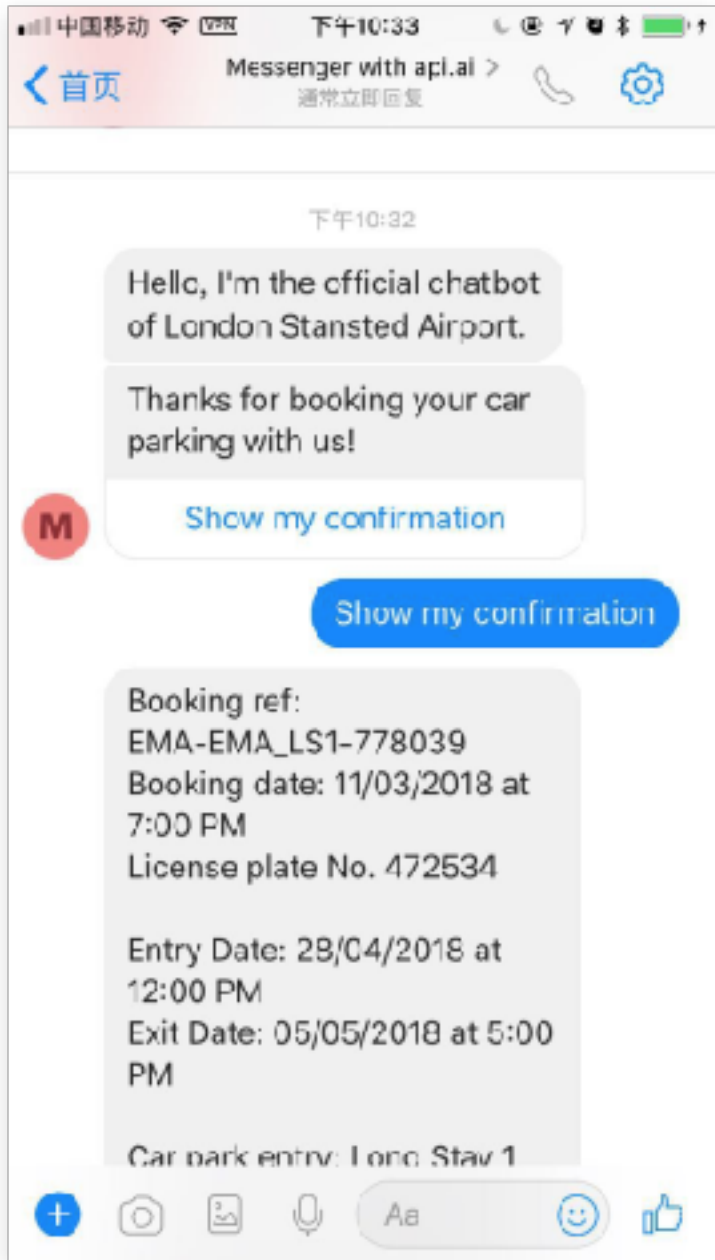 中国移动 VPN 下午10:33
首页
Messenger with api.ai >
通常立即回复
下午10:32
Hello, I'm the official chatbot
of London Stansted Airport.
Thanks for booking your car
parking with us!
Show my confirmation
M
Show my confirmation
Booking ref:
EMA-EMA_LS1-778039
Booking date: 11/03/2018 at
7:00 PM
License plate No. 472534
Entry Date: 28/04/2018 at
12:00 PM
Exit Date: 05/05/2018 at 5:00
PM
Car park entry: Long Stay 1
Aa